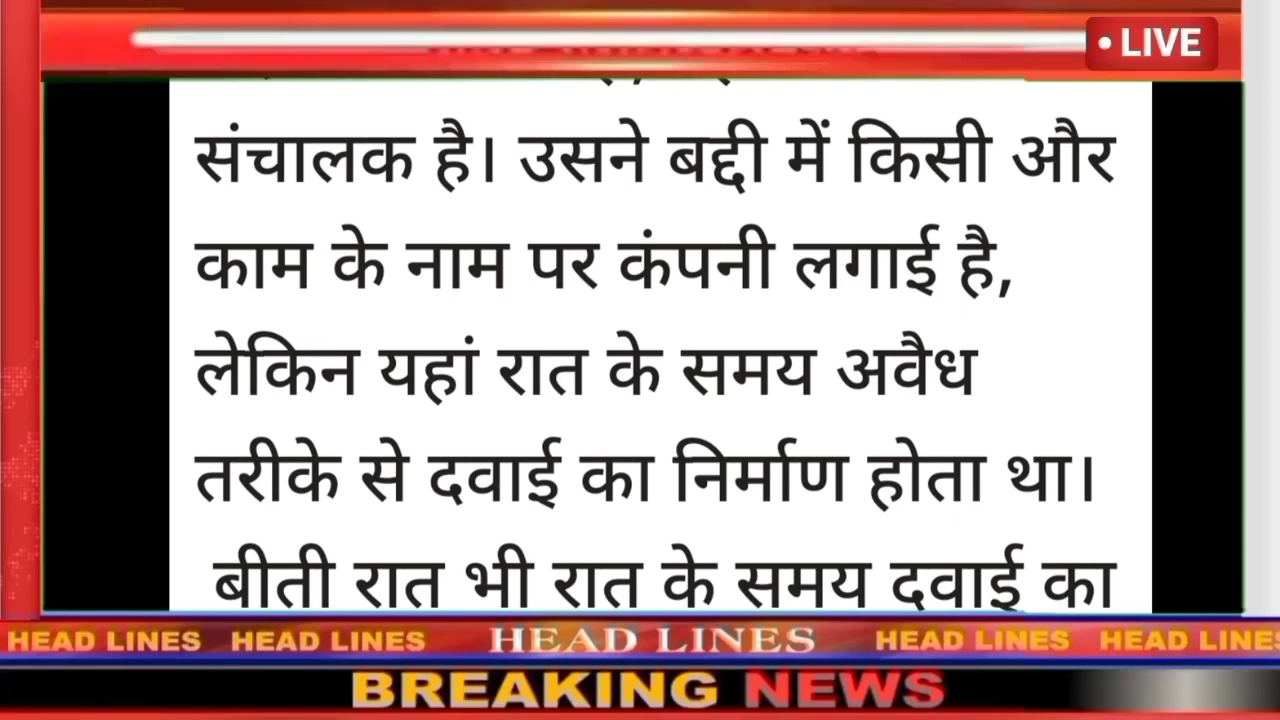 • LIVE
संचालक है। उसने बद्दी में किसी और
काम के नाम पर कंपनी लगाई है,
लेकिन यहां रात के समय अवैध
तरीके से दवाई का निर्माण होता था।
बीती रात भी रात के समय दवाई का
HEAD LINES HEAD LINES HEAD LINES HEAD LINES HEAD LINES
BREAKING NEWS